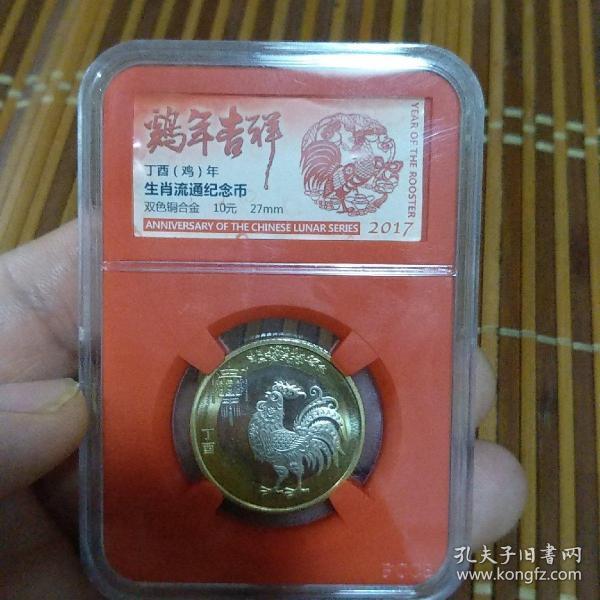 鸡年吉祥
丁酉（鸡）年
生肖流通纪念币
双色铜合金 10元 27mm
ANNIVERSARY OF THE CHINESE LUNAR SERIES
2017
YEAR OF THE ROOSTER
丁酉
孔夫子旧书网
www.kongfz.com